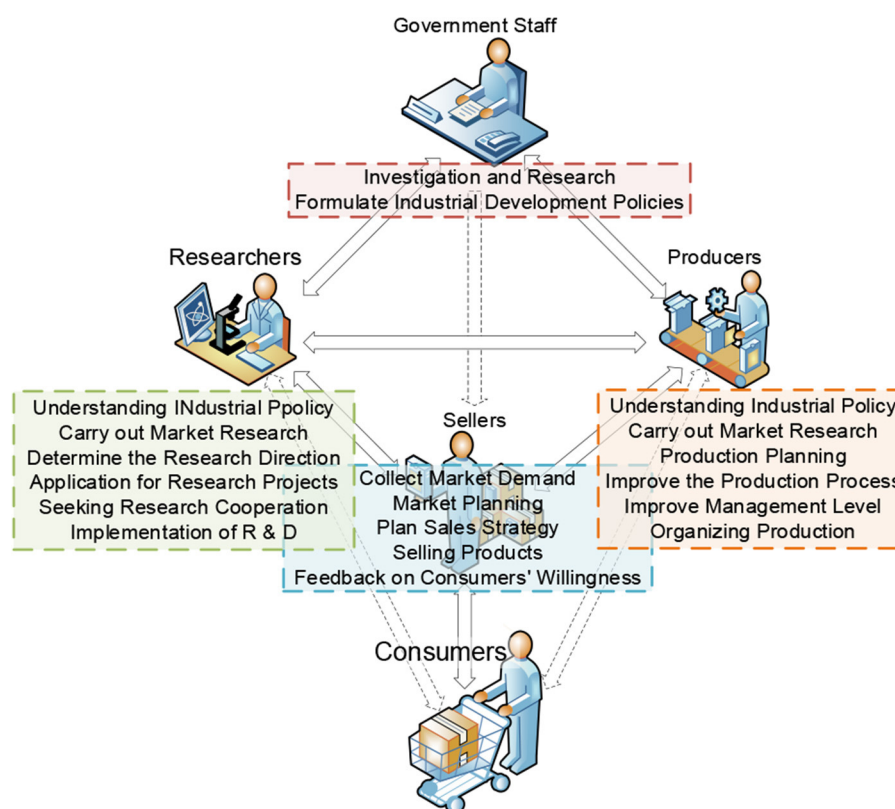 Government Staff
Investigation and Research
Formulate Industrial Development Policies
Researchers
Producers
Understanding INdustrial Ppolicy
Carry out Market Research
Determine the Research Direction
Application for Research Projects
Seeking Research Cooperation
Implementation of R & D
Sellers
Collect Market Demand
Market Planning
Plan Sales Strategy
Selling Products
Feedback on Consumers' Willingness
Understanding Industrial Policy
Carry out Market Research
Production Planning
Improve the Production Process
Improve Management Level
Organizing Production
Consumers